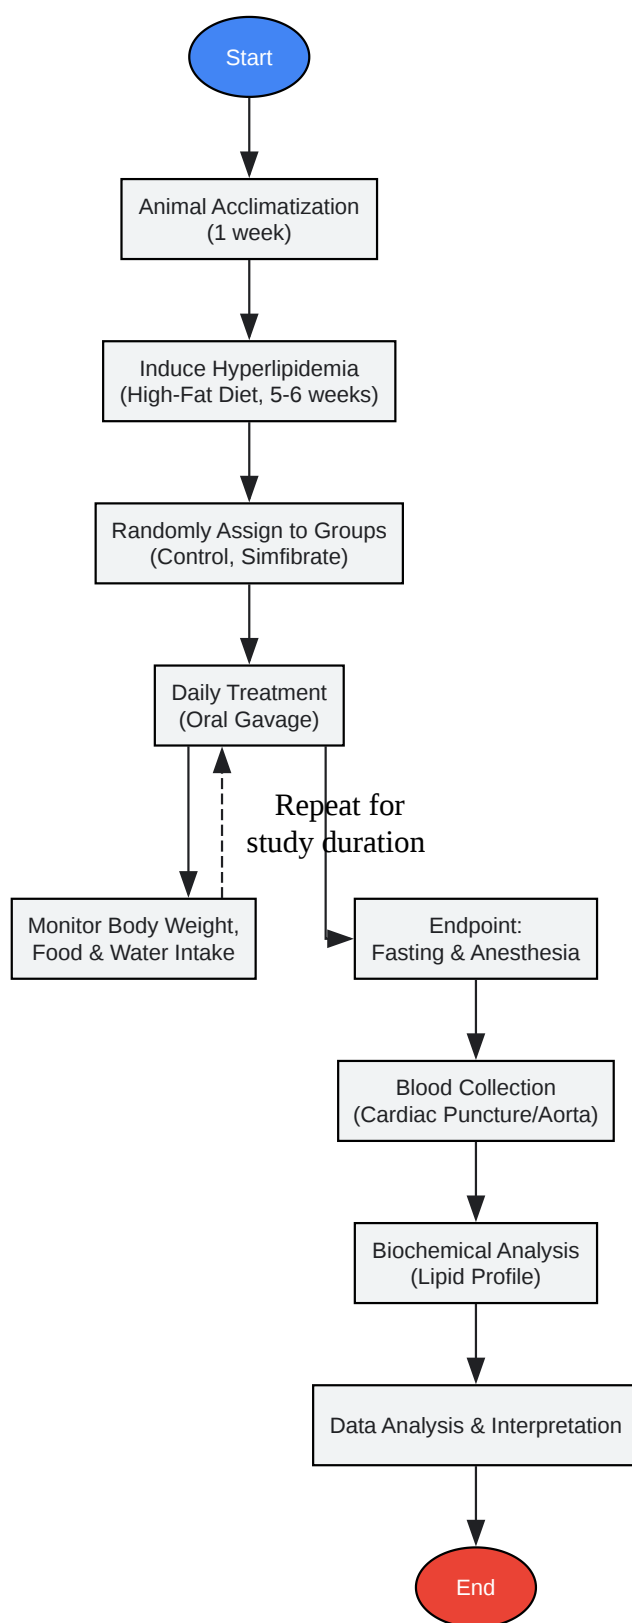 Start
Animal Acclimatization
(1 week)
Induce Hyperlipidemia
(High-Fat Diet, 5-6 weeks)
Randomly Assign to Groups
(Control, Simfibrate)
Daily Treatment
(Oral Gavage)
Repeat for
study duration
Monitor Body Weight,
Food & Water Intake
Endpoint:
Fasting & Anesthesia
Blood Collection
(Cardiac Puncture/Aorta)
Biochemical Analysis
(Lipid Profile)
Data Analysis & Interpretation
End